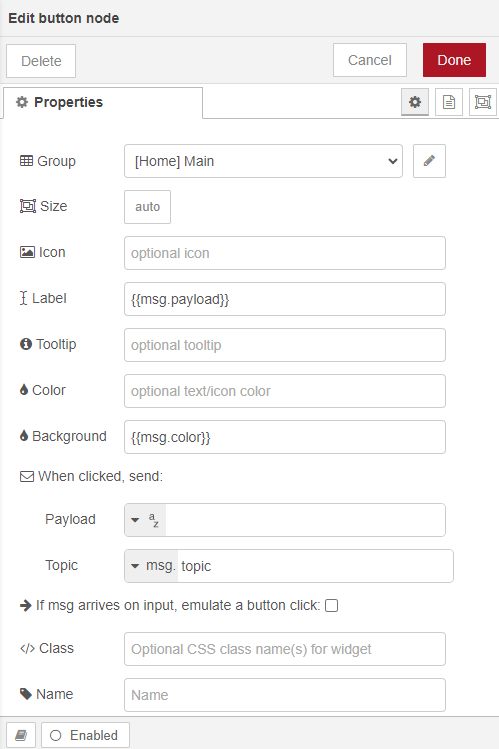 Edit button node
Delete
Cancel
Done
Properties
Group
[Home] Main
Size
auto
Icon
optional icon
Label
{{msg.payload}}
Tooltip
optional tooltip
Color
optional text/icon color
Background
{{msg.color}}
When clicked, send:
Payload
az
Topic
msg. topic
If msg arrives on input, emulate a button click:
Class
Optional CSS class name(s) for widget
Name
Name
Enabled